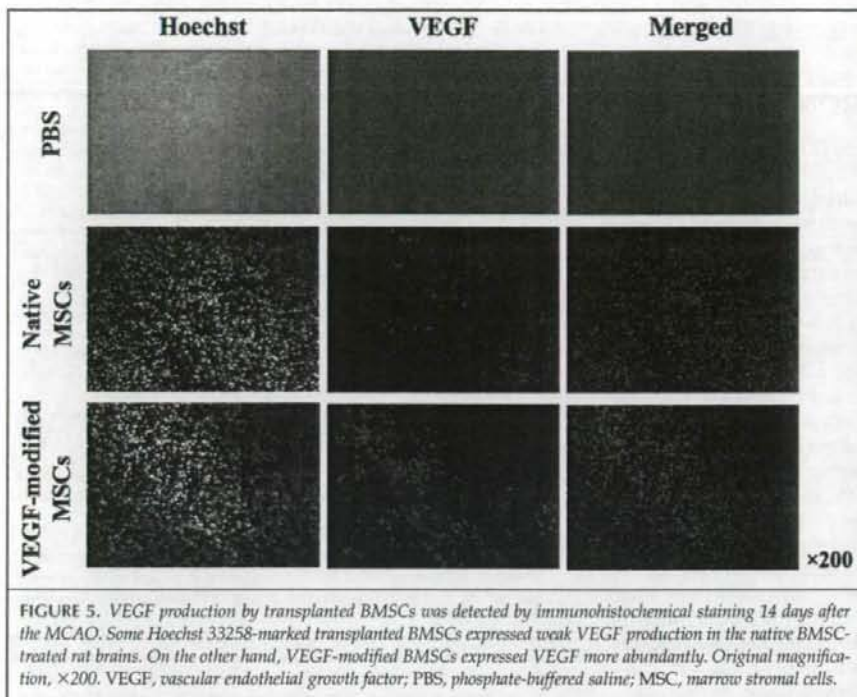 Hoechst VEGF Merged
PBS
Native
MSCs
VEGF-modified
MSCs
×200
FIGURE 5. VEGF production by transplanted BMSCs was detected by immunohistochemical staining 14 days after
the MCAO. Some Hoechst 33258-marked transplanted BMSCs expressed weak VEGF production in the native BMSC-
treated rat brains. On the other hand, VEGF-modified BMSCs expressed VEGF more abundantly. Original magnifica-
tion, ×200. VEGF, vascular endothelial growth factor; PBS, phosphate-buffered saline; MSC, marrow stromal cells.